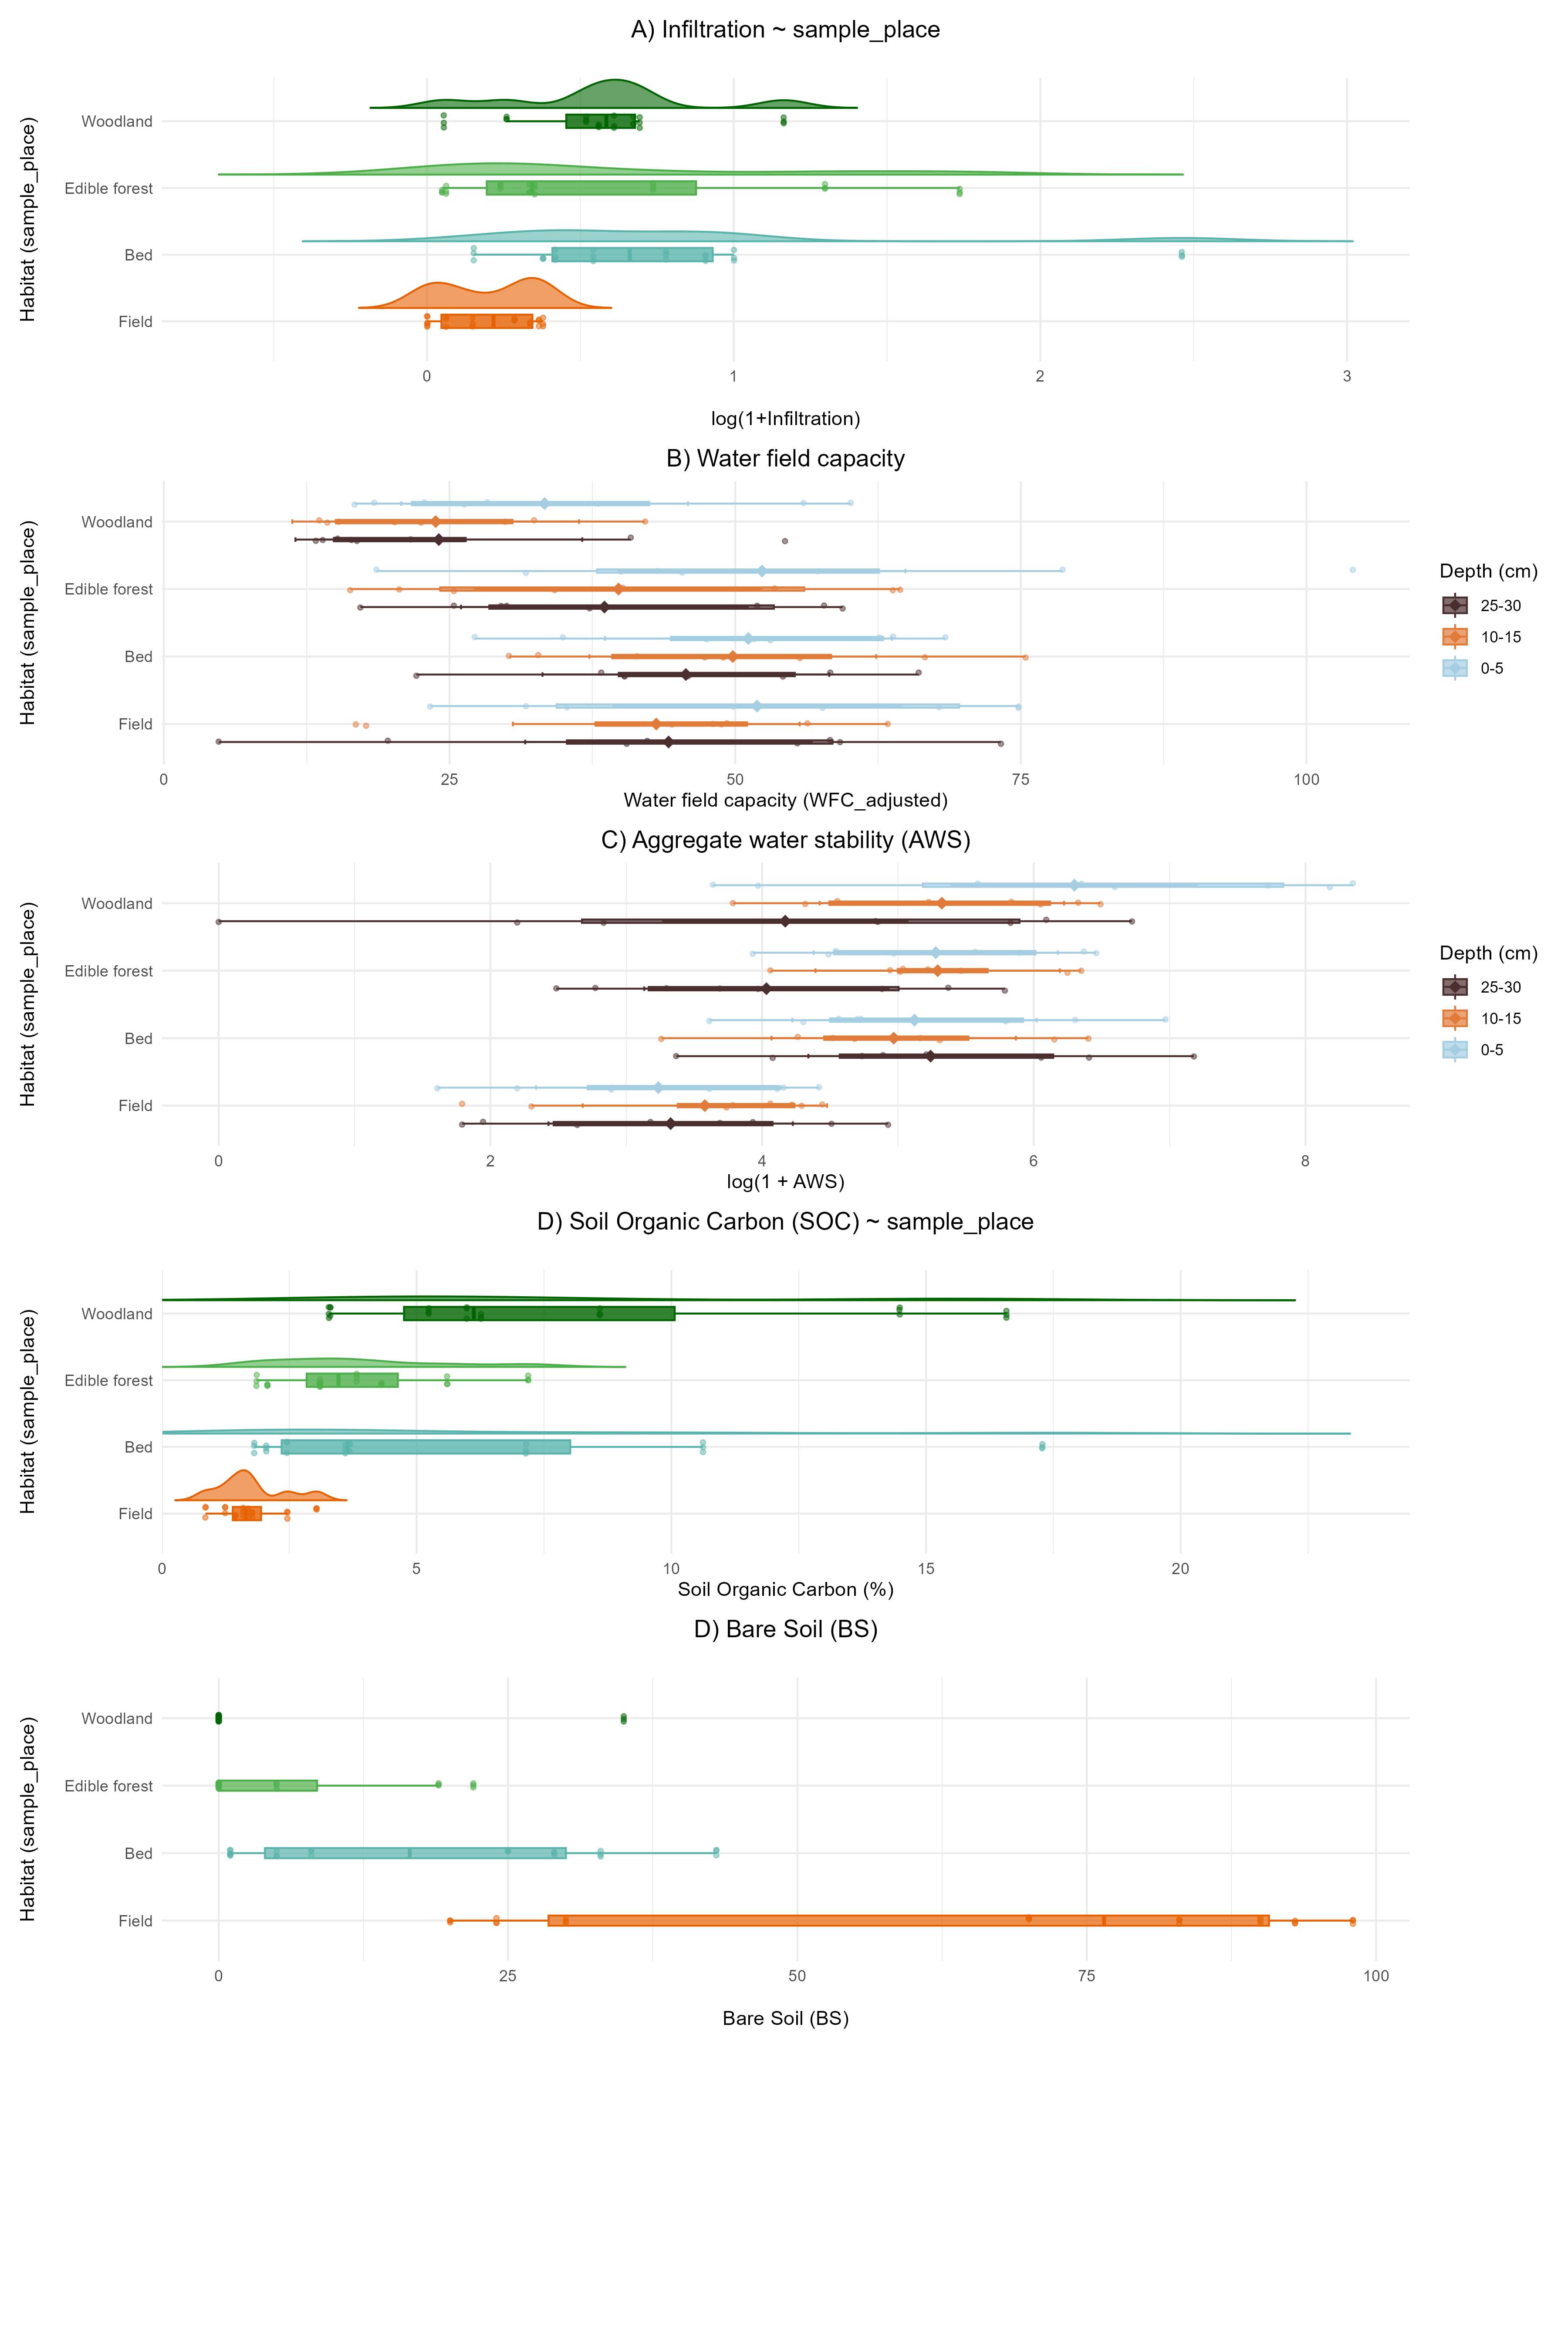 A) Infiltration ~ sample_place
Habitat (sample_place)
Woodland
Edible forest
Bed
Field
0 1 2 3
log(1+Infiltration)
B) Water field capacity
Habitat (sample_place)
Woodland
Edible forest
Bed
Field
0 25 50 75 100
Water field capacity (WFC_adjusted)
Depth (cm)
25-30
10-15
0-5
C) Aggregate water stability (AWS)
Habitat (sample_place)
Woodland
Edible forest
Bed
Field
0 2 4 6 8
log(1 + AWS)
Depth (cm)
25-30
10-15
0-5
D) Soil Organic Carbon (SOC) ~ sample_place
Habitat (sample_place)
Woodland
Edible forest
Bed
Field
0 5 10 15 20
Soil Organic Carbon (%)
D) Bare Soil (BS)
Habitat (sample_place)
Woodland
Edible forest
Bed
Field
0 25 50 75 100
Bare Soil (BS)